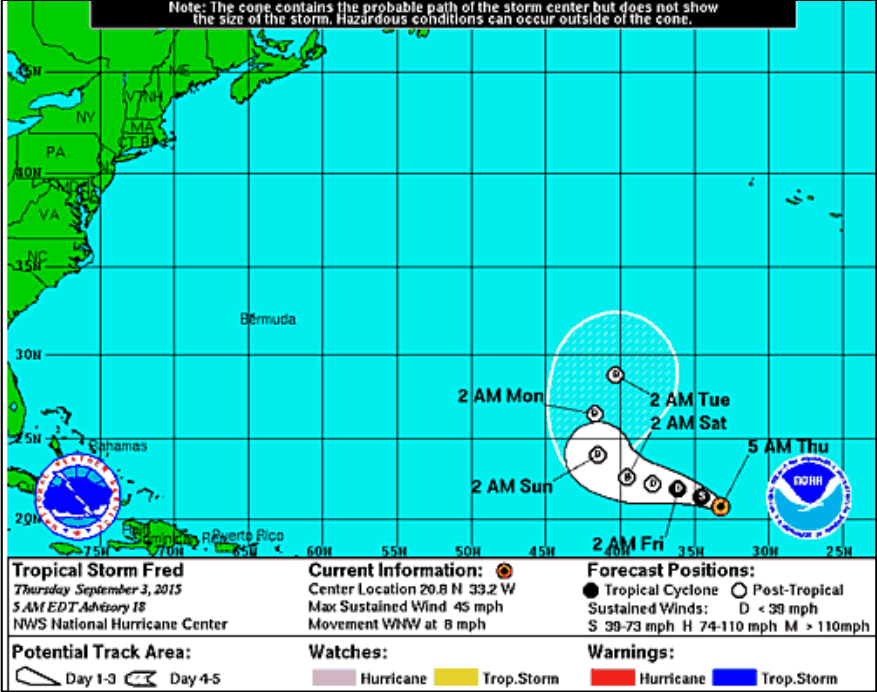 Note: The cone contains the probable path of the storm center but does not show
the size of the storm. Hazardous conditions can occur outside of the cone.
45N
ME
VT NH
NY
MA
CT RI
PA
40N
VA
NC
35N
Bermuda
30N
2 AM Mon
2 AM Tue
2 AM Sat
25N
Bahamas
5 AM Thu
NATIONAL WEATHER SERVICE
2 AM Sun
NOAA
20N
2 AM Fri
Puerto Rico
75W 70W 60W 55W 50W 45W 40W 35W 30W 25W
Tropical Storm Fred
Thursday September 3, 2015
5 AM EDT Advisory 18
NWS National Hurricane Center
Current Information:
Center Location 20.8 N 33.2 W
Max Sustained Wind 45 mph
Movement WNW at 8 mph
Forecast Positions:
Tropical Cyclone Post-Tropical
Sustained Winds: D < 39 mph
S 39-73 mph H 74-110 mph M > 110mph
Potential Track Area:
Day 1-3 Day 4-5
Watches:
Hurricane Trop.Storm
Warnings:
Hurricane Trop.Storm